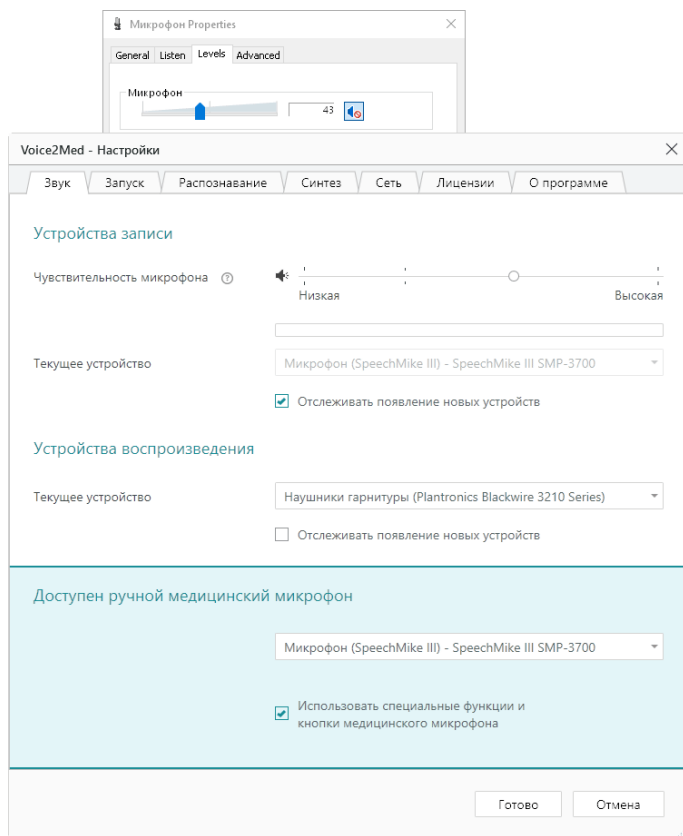 Микрофон Properties
General Listen Levels Advanced
Микрофон
43
Voice2Med - Настройки
Звук Запуск Распознавание Синтез Сеть Лицензии О программе
Устройства записи
Чувствительность микрофона ?
Низкая Высокая
Текущее устройство Микрофон (SpeechMike III) - SpeechMike III SMP-3700
Отслеживать появление новых устройств
Устройства воспроизведения
Текущее устройство Наушники гарнитуры (Plantronics Blackwire 3210 Series)
Отслеживать появление новых устройств
Доступен ручной медицинский микрофон
Микрофон (SpeechMike III) - SpeechMike III SMP-3700
Использовать специальные функции и
кнопки медицинского микрофона
Готово Отмена